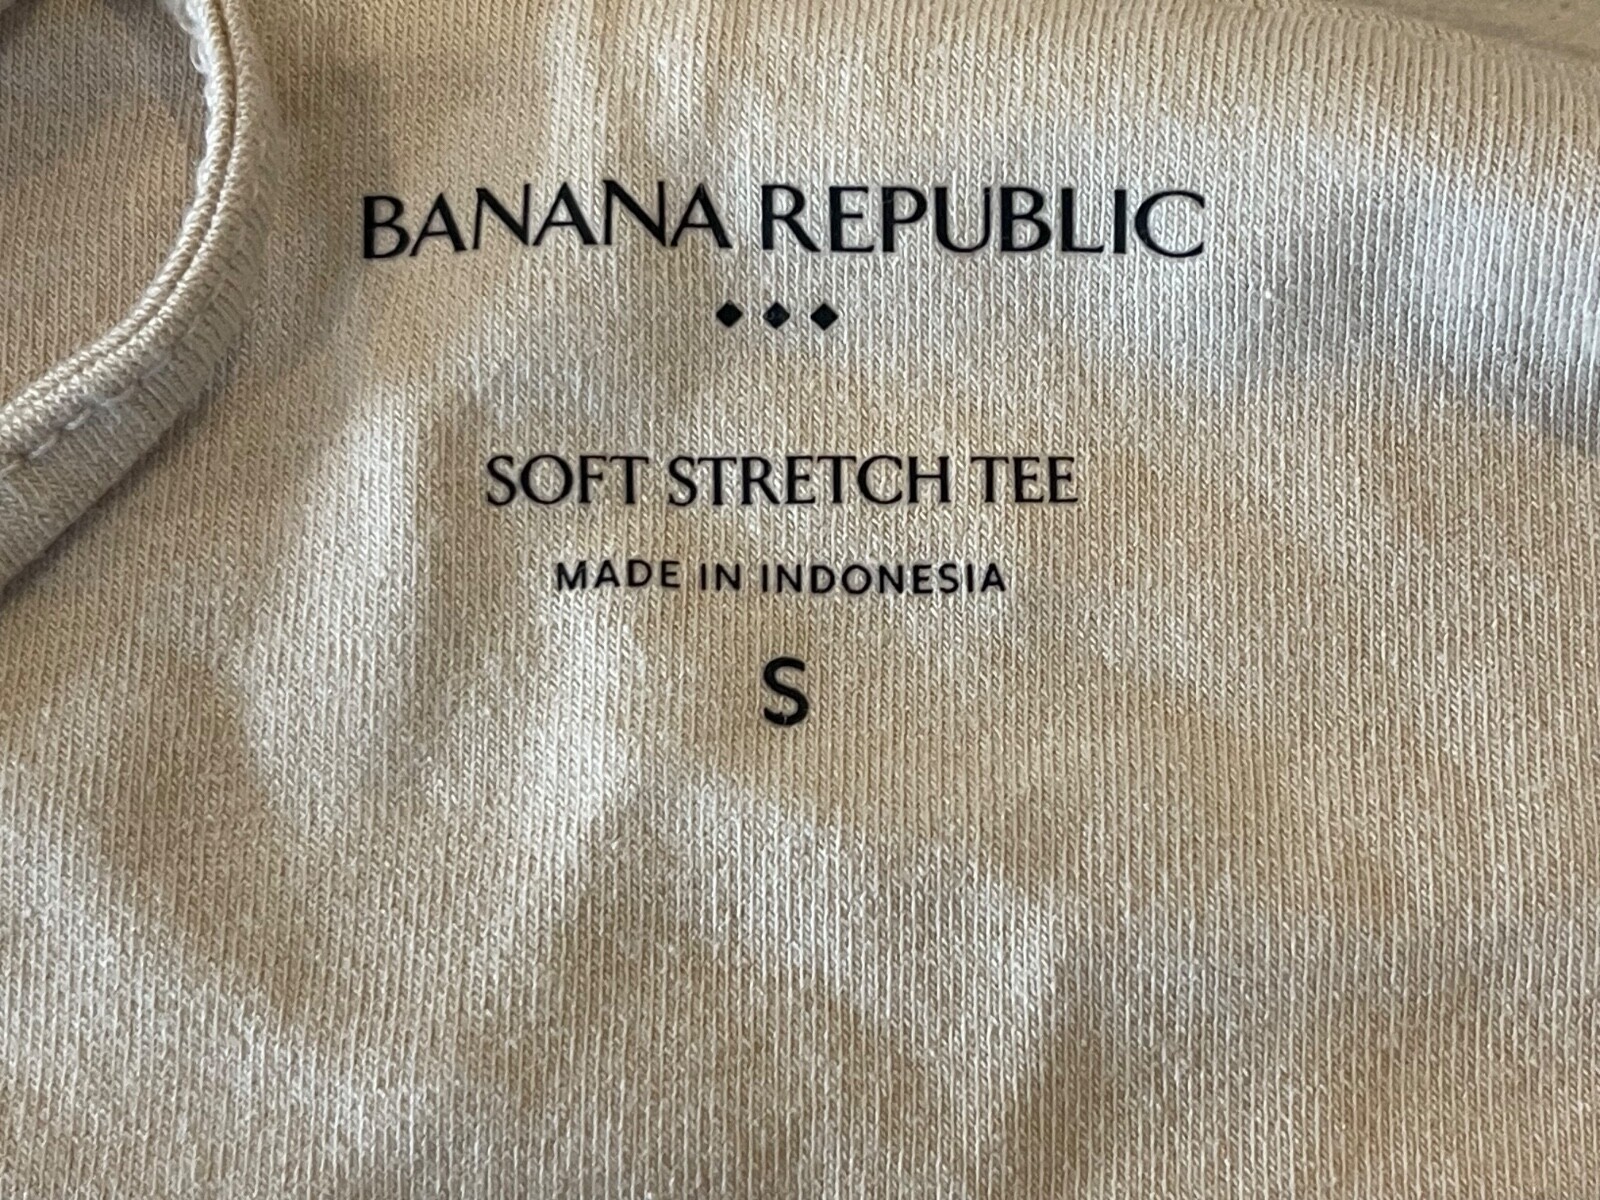 BANANA REPUBLIC
SOFT STRETCH TEE
MADE IN INDONESIA
S